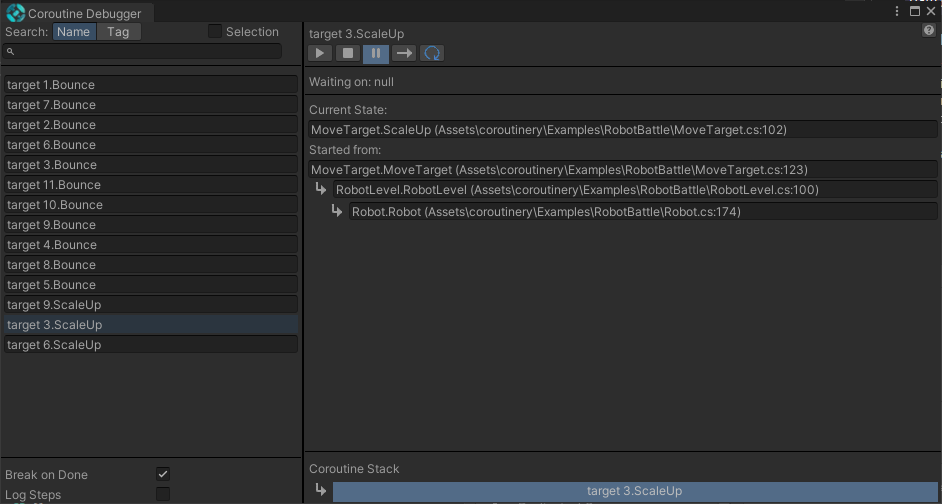 Coroutine Debugger
Search: Name Tag Selection
target 1.Bounce
target 7.Bounce
target 2.Bounce
target 6.Bounce
target 3.Bounce
target 11.Bounce
target 10.Bounce
target 9.Bounce
target 4.Bounce
target 8.Bounce
target 5.Bounce
target 9.ScaleUp
target 3.ScaleUp
target 6.ScaleUp
Break on Done
Log Steps
target 3.ScaleUp
Waiting on: null
Current State:
MoveTarget.ScaleUp (Assets\coroutinery\Examples\RobotBattle\MoveTarget.cs:102)
Started from:
MoveTarget.MoveTarget (Assets\coroutinery\Examples\RobotBattle\MoveTarget.cs:123)
RobotLevel.RobotLevel (Assets\coroutinery\Examples\RobotBattle\RobotLevel.cs:100)
Robot.Robot (Assets\coroutinery\Examples\RobotBattle\Robot.cs:174)
Coroutine Stack
target 3.ScaleUp